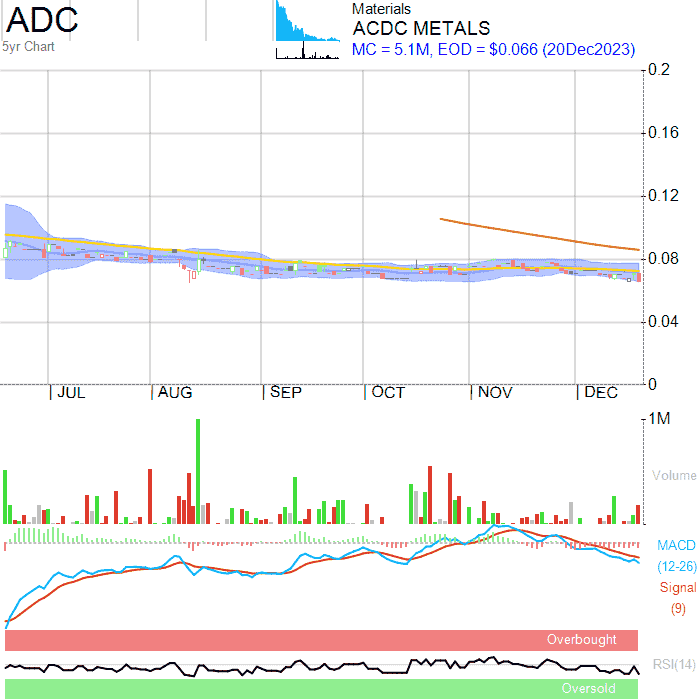 ADC
5yr Chart
Materials
ACDC METALS
MC = 5.1M, EOD = $0.066 (20Dec2023)
0.2
0.16
0.12
0.08
0.04
0
JUL AUG SEP OCT NOV DEC
1M
Volume
MACD
(12-26)
Signal
(9)
Overbought
RSI(14)
Oversold